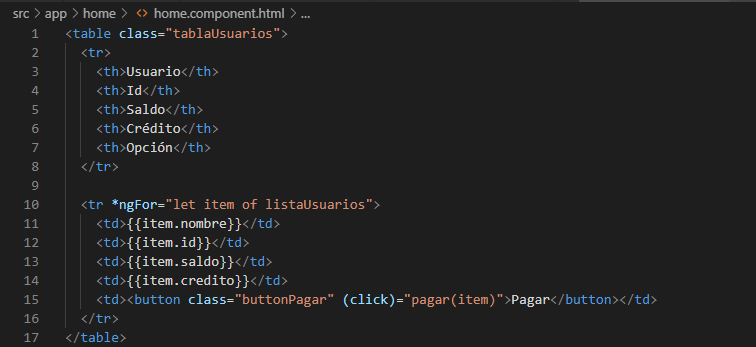 src > app > home > <> home.component.html > ...
1 <table class="tablaUsuarios">
2 <tr>
3 <th>Usuario</th>
4 <th>Id</th>
5 <th>Saldo</th>
6 <th>Crédito</th>
7 <th>Opción</th>
8 </tr>
9
10 <tr *ngFor="let item of listaUsuarios">
11 <td>{{item.nombre}}</td>
12 <td>{{item.id}}</td>
13 <td>{{item.saldo}}</td>
14 <td>{{item.credito}}</td>
15 <td><button class="buttonPagar" (click)="pagar(item)">Pagar</button></td>
16 </tr>
17 </table>